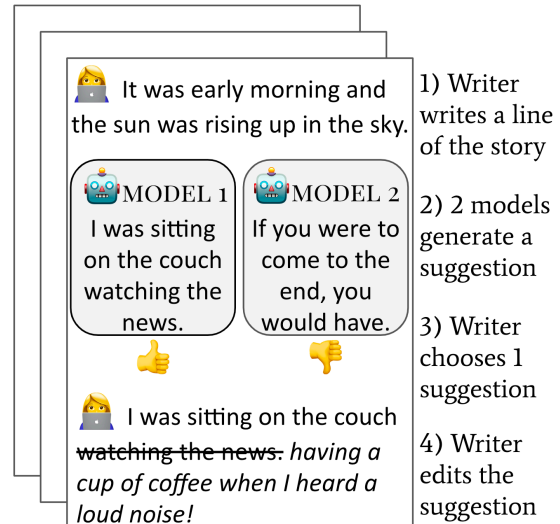 It was early morning and
the sun was rising up in the sky.
MODEL 1
I was sitting
on the couch
watching the
news.
MODEL 2
If you were to
come to the
end, you
would have.
I was sitting on the couch
watching the news. having a
cup of coffee when I heard a
loud noise!
1) Writer
writes a line
of the story
2) 2 models
generate a
suggestion
3) Writer
chooses 1
suggestion
4) Writer
edits the
suggestion